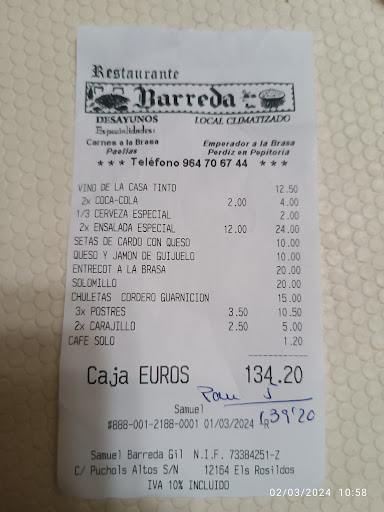 Restaurante
Barreda
DESAYUNOS LOCAL CLIMATIZADO
Especialidades:
Carnes a la Brasa Emperador a la Brasa
Paellas Perdiz en Pepitoria
*** Teléfono 964 70 67 44 ***
VINO DE LA CASA TINTO 12.50
2x COCA-COLA 2.00 4.00
1/3 CERVEZA ESPECIAL 2.00
2x ENSALADA ESPECIAL 12.00 24.00
SETAS DE CARDO CON QUESO 10.00
QUESO Y JAMON DE GUIJUELO 10.00
ENTRECOT A LA BRASA 20.00
SOLOMILLO 20.00
CHULETAS CORDERO GUARNICION 15.00
3x POSTRES 3.50 10.50
2x CARAJILLO 2.50 5.00
CAFE SOLO 1.20
Caja EUROS 134.20
Pan 5
139'20
Samuel
#888-001-2188-0001 01/03/2024 R
Samuel Barreda Gil N.I.F. 73384251-Z
C/ Puchols Altos S/N 12164 Els Rosildos
IVA 10% INCLUIDO
02/03/2024 10:58